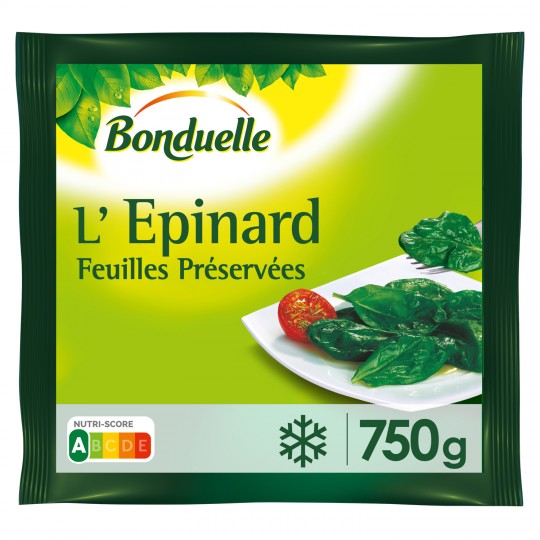 Bonduelle
L' Epinard
Feuilles Préservées
NUTRI-SCORE
A B C D E
750g